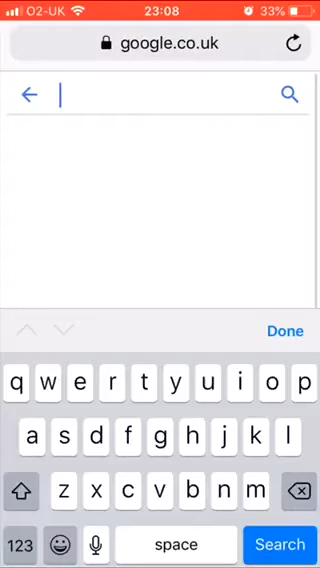 O2-UK 23:08 33%
google.co.uk
Done
q w e r t y u i o p
a s d f g h j k l
z x c v b n m
123 space Search